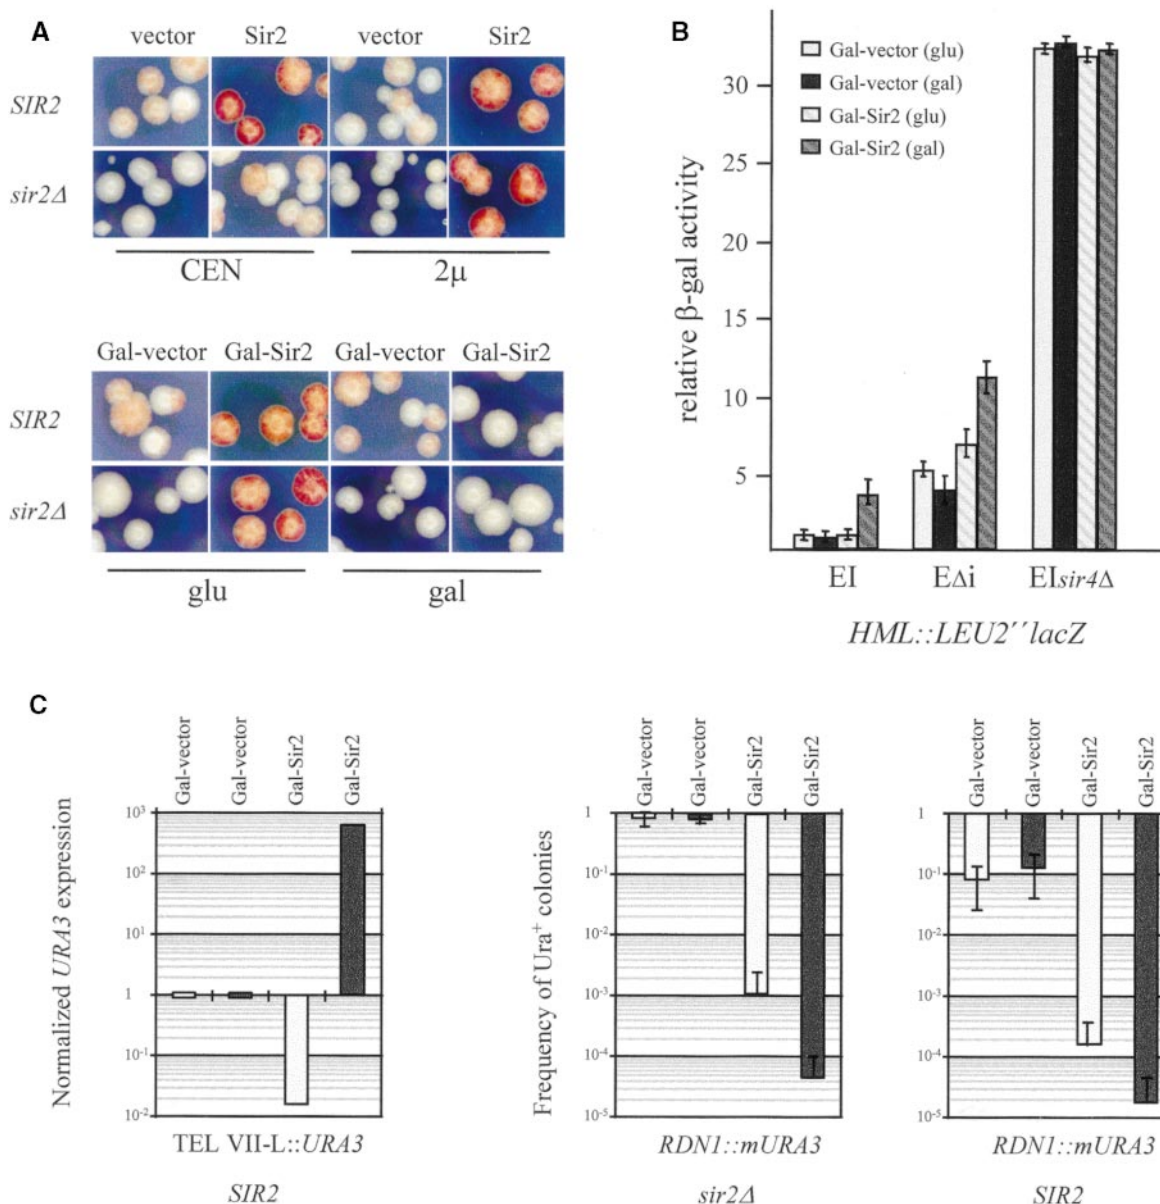 A
vector Sir2 vector Sir2
SIR2
sir2Δ
CEN 2μ
Gal-vector Gal-Sir2 Gal-vector Gal-Sir2
SIR2
sir2Δ
glu gal
B
Gal-vector (glu)
Gal-vector (gal)
Gal-Sir2 (glu)
Gal-Sir2 (gal)
relative β-gal activity
30
25
20
15
10
5
EI EΔi EIsir4Δ
HML::LEU2´´lacZ
C
Gal-vector
Gal-vector
Gal-Sir2
Gal-Sir2
Normalized URA3 expression
10³
10²
10¹
1
10⁻¹
10⁻²
TEL VII-L::URA3
SIR2
Gal-vector
Gal-vector
Gal-Sir2
Gal-Sir2
Frequency of Ura⁺ colonies
1
10⁻¹
10⁻²
10⁻³
10⁻⁴
10⁻⁵
RDN1::mURA3
sir2Δ
Gal-vector
Gal-vector
Gal-Sir2
Gal-Sir2
1
10⁻¹
10⁻²
10⁻³
10⁻⁴
10⁻⁵
RDN1::mURA3
SIR2